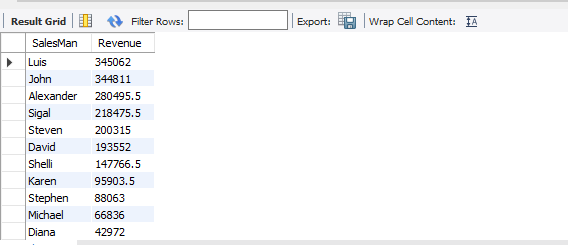 Result Grid Filter Rows: Export: Wrap Cell Content:
SalesMan Revenue
Luis 345062
John 344811
Alexander 280495.5
Sigal 218475.5
Steven 200315
David 193552
Shelli 147766.5
Karen 95903.5
Stephen 88063
Michael 66836
Diana 42972